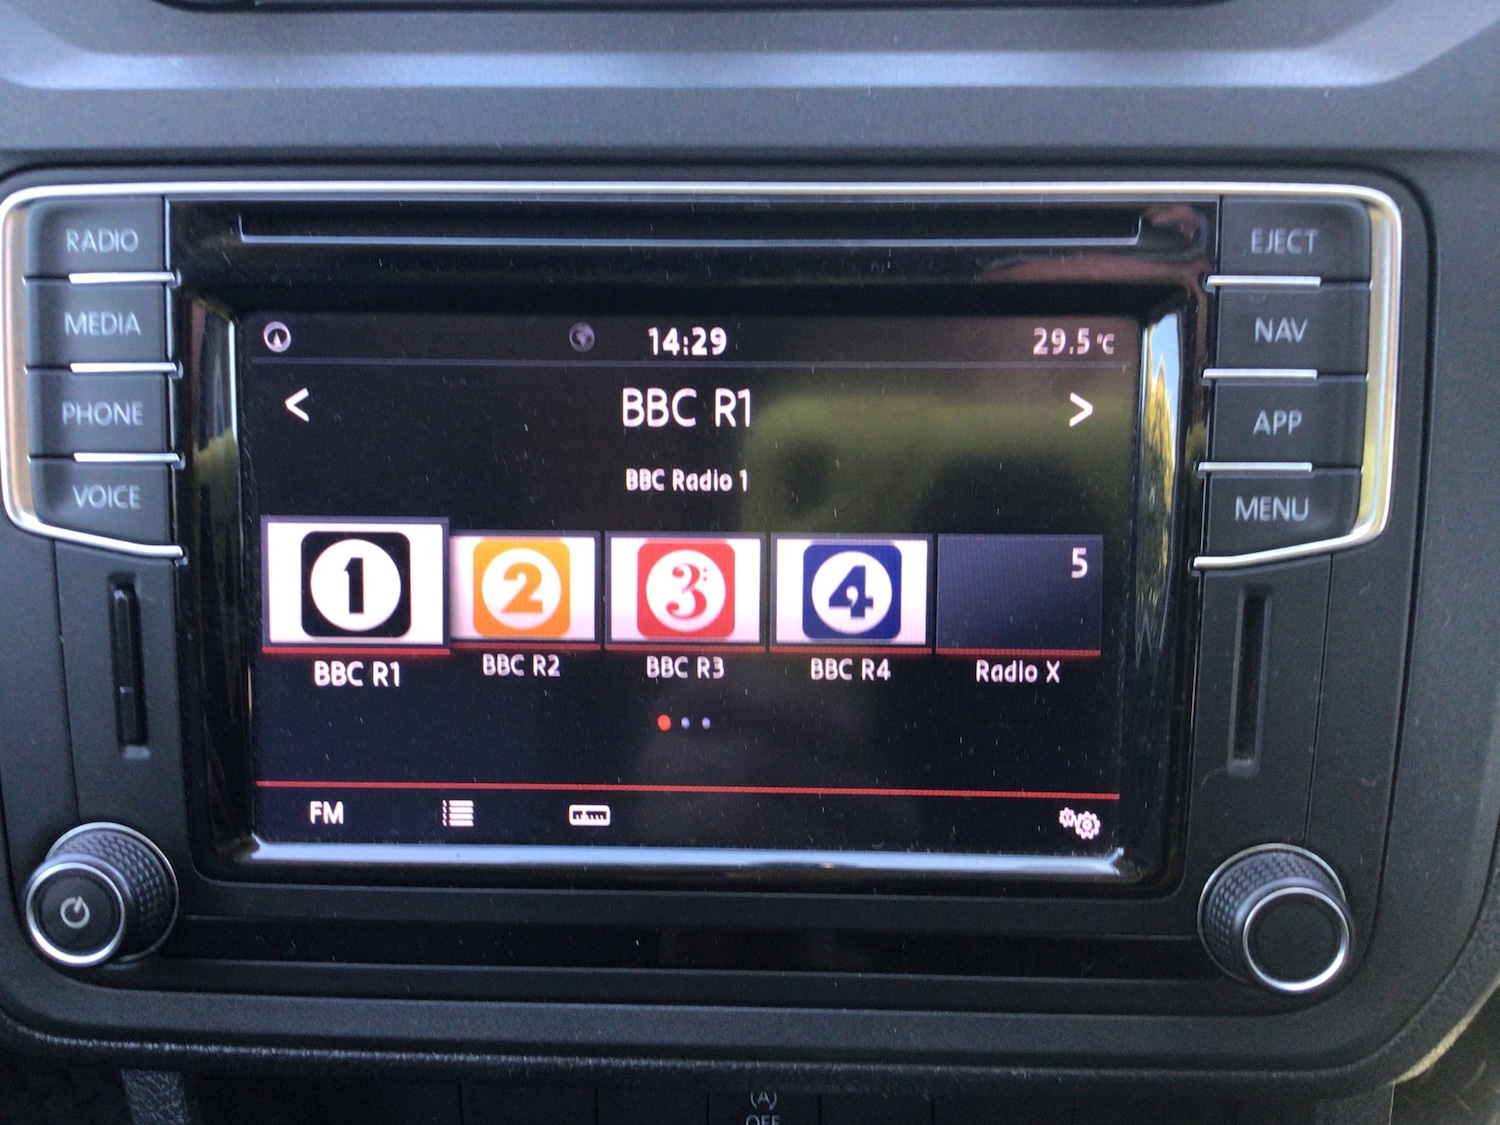 RADIO
MEDIA
PHONE
VOICE
EJECT
NAV
APP
MENU
14:29
29.5°C
< BBC R1 >
BBC Radio 1
1 2 3 4 5
BBC R1 BBC R2 BBC R3 BBC R4 Radio X
FM
(A)
OFF